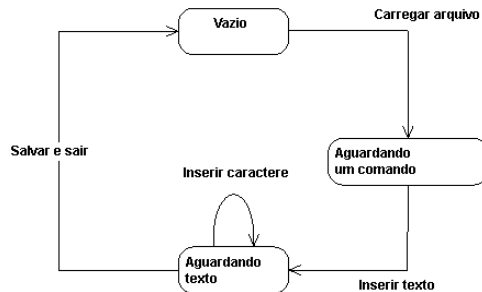 Carregar arquivo
Vazio
Salvar e sair
Aguardando
um comando
Inserir caractere
Aguardando
texto
Inserir texto